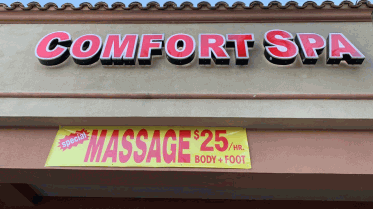 COMFORT SPA
special MASSAGE $25/HR.
BODY + FOOT